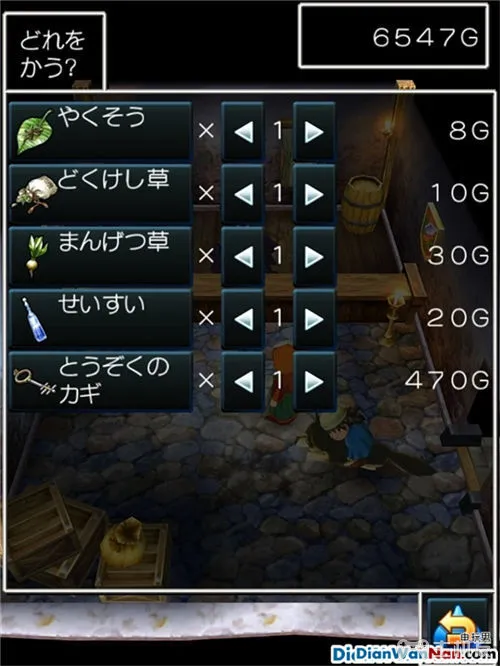 どれを
かう?
6547G
やくそう × 1 8G
どくけし草 × 1 10G
まんげつ草 × 1 30G
せいすい × 1 20G
とうぞくの
カギ × 1 470G
DiDianWanNan.com